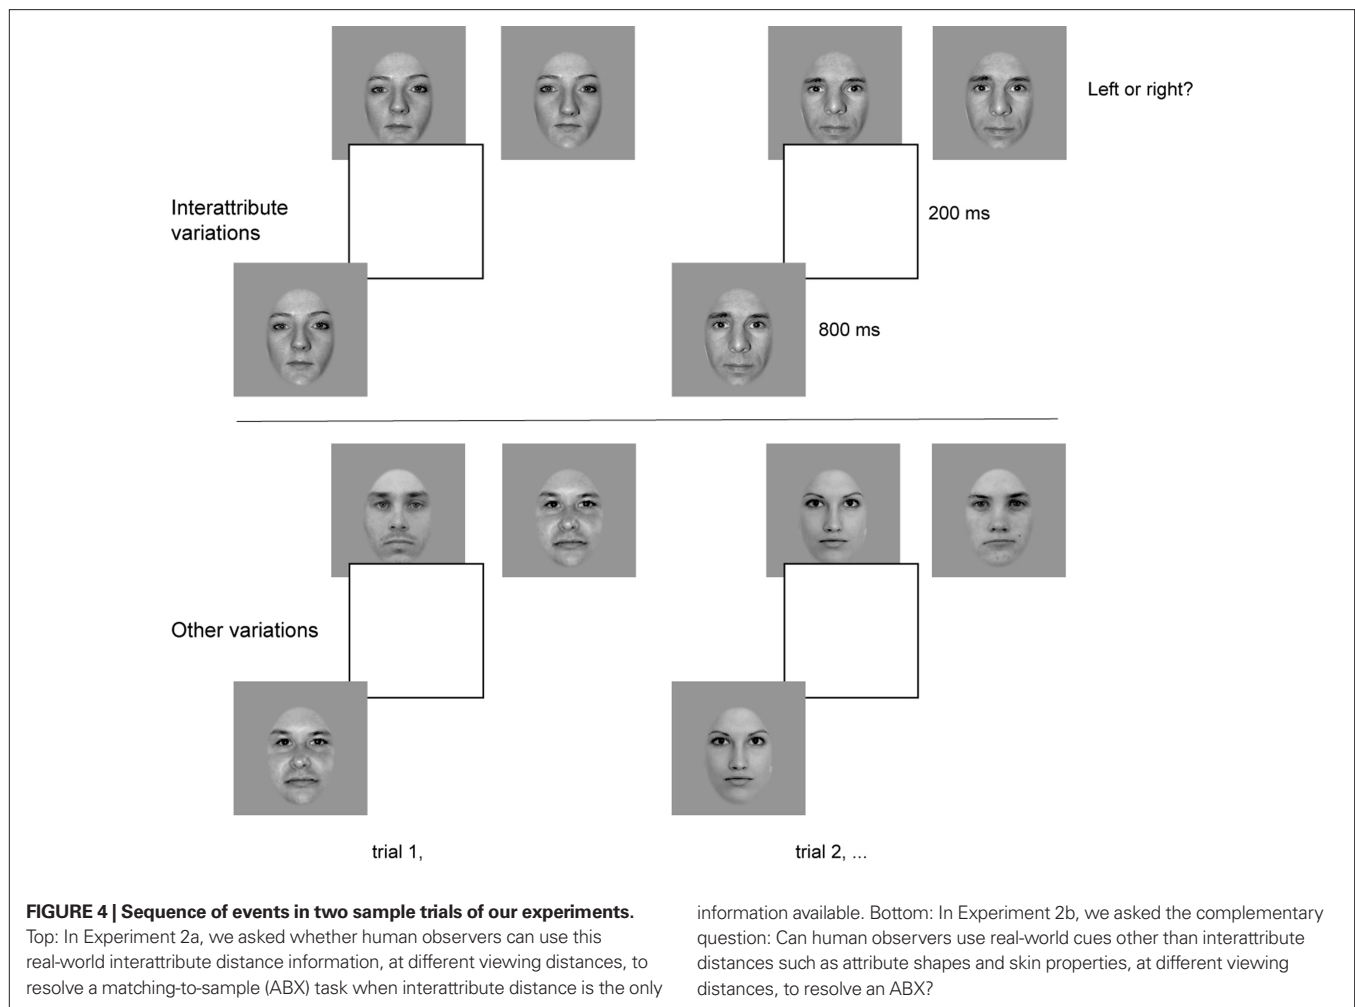 Left or right?
Interattribute
variations
200 ms
800 ms
Other variations
trial 1,
trial 2, ...
FIGURE 4 | Sequence of events in two sample trials of our experiments.
Top: In Experiment 2a, we asked whether human observers can use this
real-world interattribute distance information, at different viewing distances, to
resolve a matching-to-sample (ABX) task when interattribute distance is the only
information available. Bottom: In Experiment 2b, we asked the complementary
question: Can human observers use real-world cues other than interattribute
distances such as attribute shapes and skin properties, at different viewing
distances, to resolve an ABX?